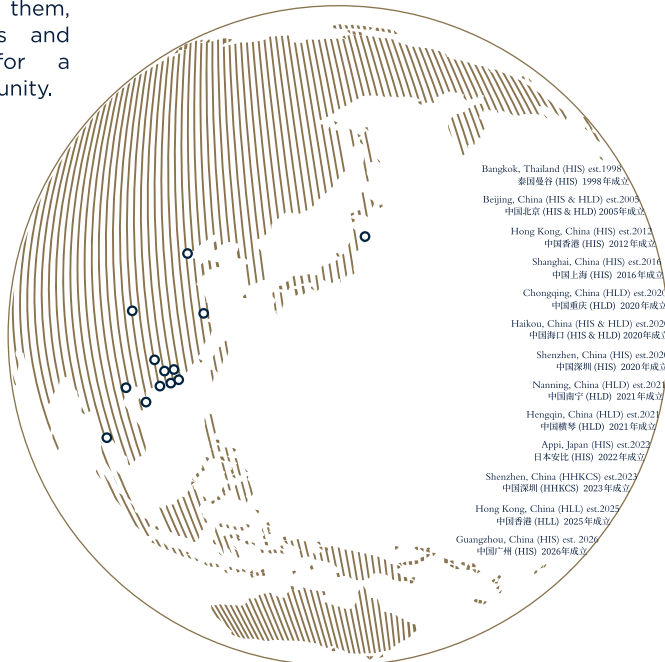 them,
and
for a
unity.
Bangkok, Thailand (HIS) est.1998
泰国曼谷 (HIS) 1998年成立
Beijing, China (HIS & HLD) est.2005
中国北京 (HIS & HLD) 2005年成立
Hong Kong, China (HIS) est.2012
中国香港 (HIS) 2012年成立
Shanghai, China (HIS) est.2016
中国上海 (HIS) 2016年成立
Chongqing, China (HLD) est.2020
中国重庆 (HLD) 2020年成立
Haikou, China (HIS & HLD) est.2020
中国海口 (HIS & HLD) 2020年成立
Shenzhen, China (HIS) est.2020
中国深圳 (HIS) 2020年成立
Nanning, China (HLD) est.2021
中国南宁 (HLD) 2021年成立
Hengqin, China (HLD) est.2021
中国横琴 (HLD) 2021年成立
Appi, Japan (HIS) est.2022
日本安比 (HIS) 2022年成立
Shenzhen, China (HHKCS) est.2023
中国深圳 (HHKCS) 2023年成立
Hong Kong, China (HLL) est.2025
中国香港 (HLL) 2025年成立
Guangzhou, China (HIS) est. 2026
中国广州 (HIS) 2026年成立